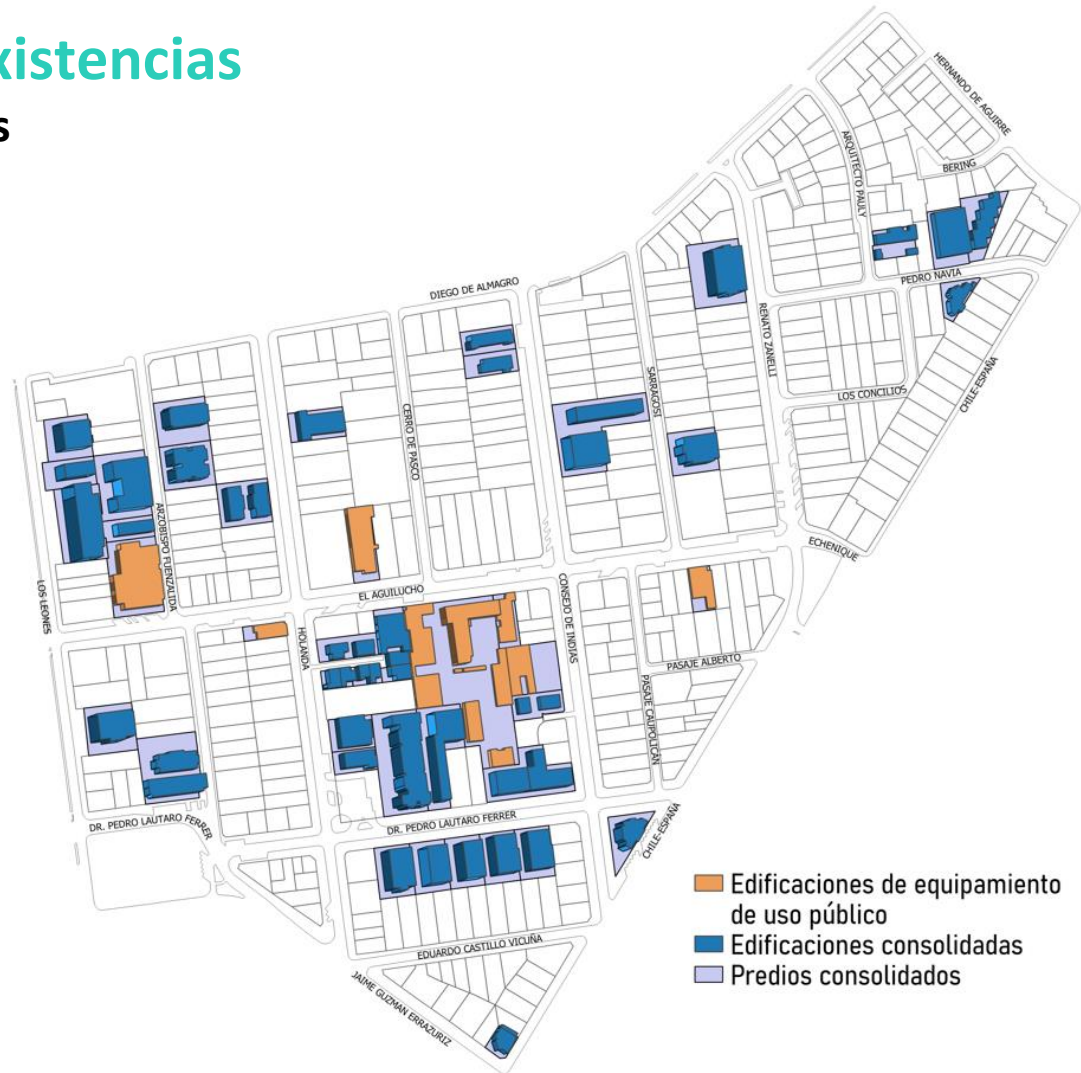 xistencias
s
HERNANDO DE AGUIRRE
BERING
ARQUITECTO PAULY
PEDRO NAVIA
DIEGO DE ALMAGRO
RENATO ZANELLI
CHILE-ESPAÑA
SARRAGOSI
LOS CONCILIOS
CERRO DE PASCO
ARZOBISPO FUENZALIDA
ECHENIQUE
LOS LEONES
EL AGUILUCHO
CONSEJO DE INDIAS
HOLANDA
PASAJE ALBERTO
PASAJE CAUPOLICÁN
DR. PEDRO LAUTARO FERRER
DR. PEDRO LAUTARO FERRER
CHILE-ESPAÑA
EDUARDO CASTILLO VICUÑA
JAIME GUZMAN ERRAZURIZ
Edificaciones de equipamiento
de uso público
Edificaciones consolidadas
Predios consolidados